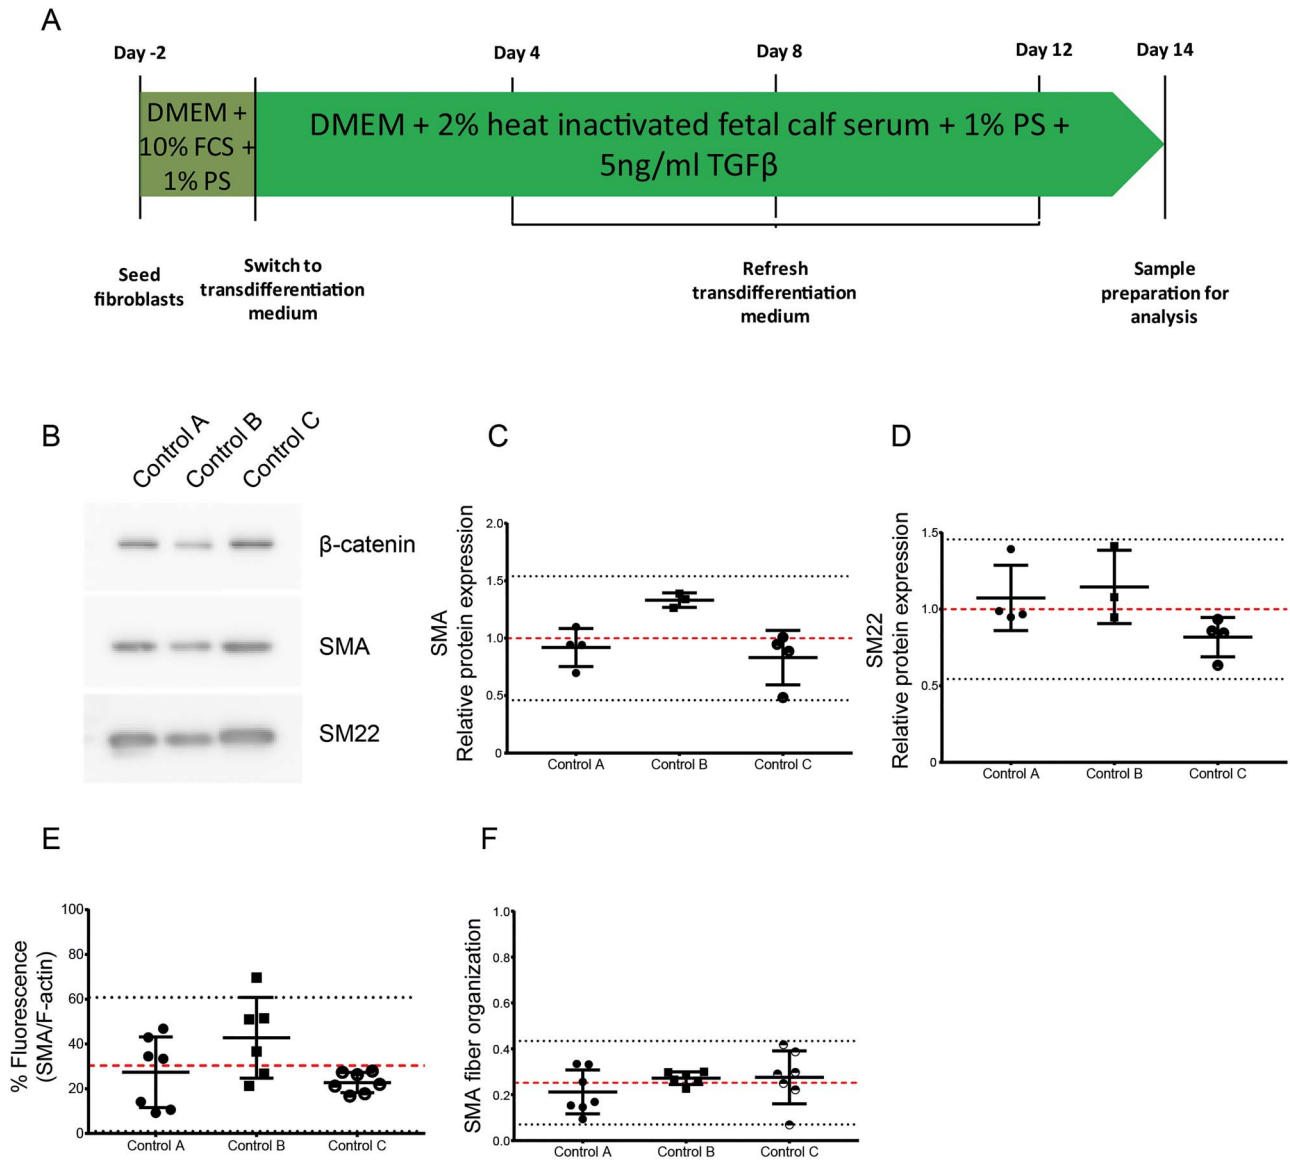 A
Day -2
Day 4
Day 8
Day 12
Day 14
DMEM +
10% FCS +
1% PS
DMEM + 2% heat inactivated fetal calf serum + 1% PS +
5ng/ml TGFβ
Seed
fibroblasts
Switch to
transdifferentiation
medium
Refresh
transdifferentiation
medium
Sample
preparation for
analysis
B
Control A
Control B
Control C
β-catenin
SMA
SM22
C
SMA
Relative protein expression
2.0
1.5
1.0
0.5
0
Control A
Control B
Control C
D
SM22
Relative protein expression
1.5
1.0
0.5
0
Control A
Control B
Control C
E
% Fluorescence
(SMA/F-actin)
100
80
60
40
20
0
Control A
Control B
Control C
F
SMA fiber organization
1.0
0.8
0.6
0.4
0.2
0.0
Control A
Control B
Control C